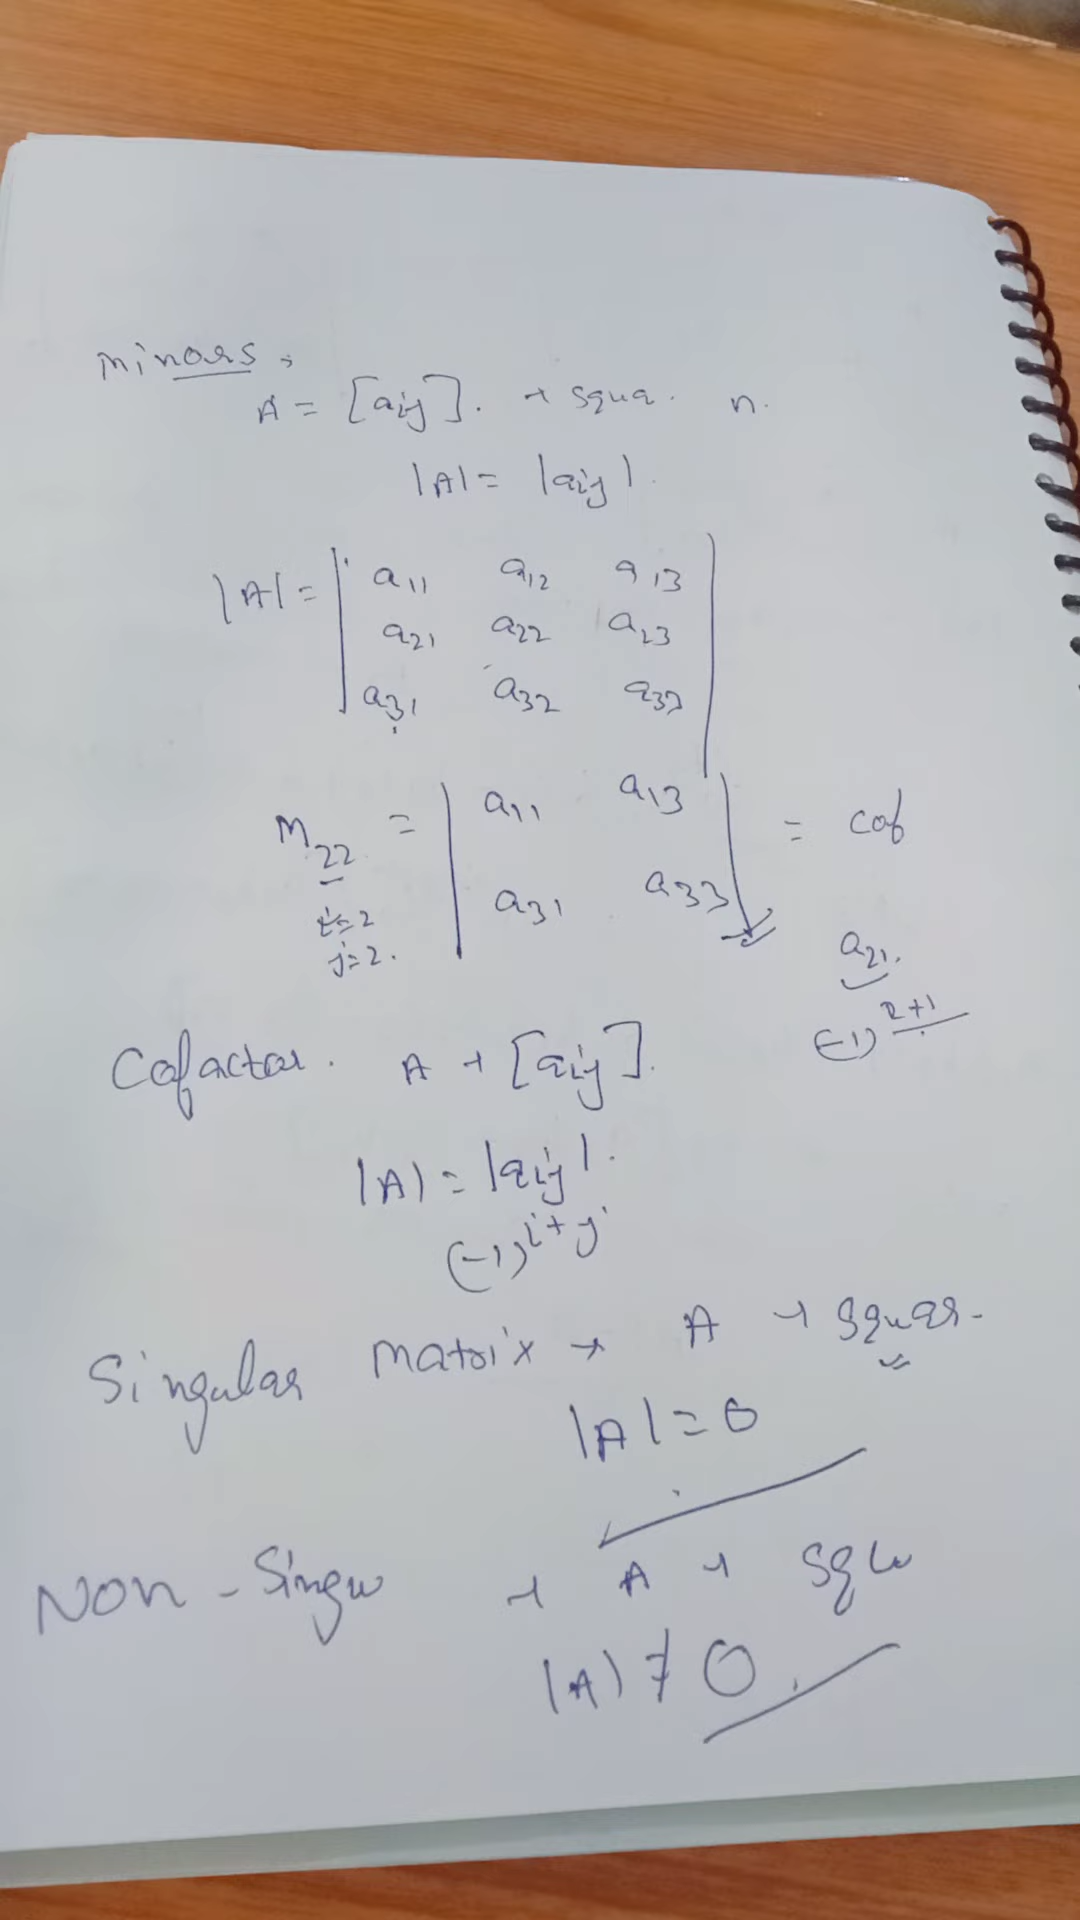 Minors →
A = [aij]. → squa. n.
|A| = |aij|.
|A| = | a11 a12 a13 |
| a21 a22 a23 |
| a31 a32 a33 |
M22 = | a11 a13 | = cof
i=2 | a31 a33 |
j=2.
a21.
(-1)^2+1
Cofactor. A → [aij].
|A| = |aij|.
(-1)^i+j
Singular matrix → A → squar-
|A| = 0
Non-Singu → A → squ
|A| ≠ 0.